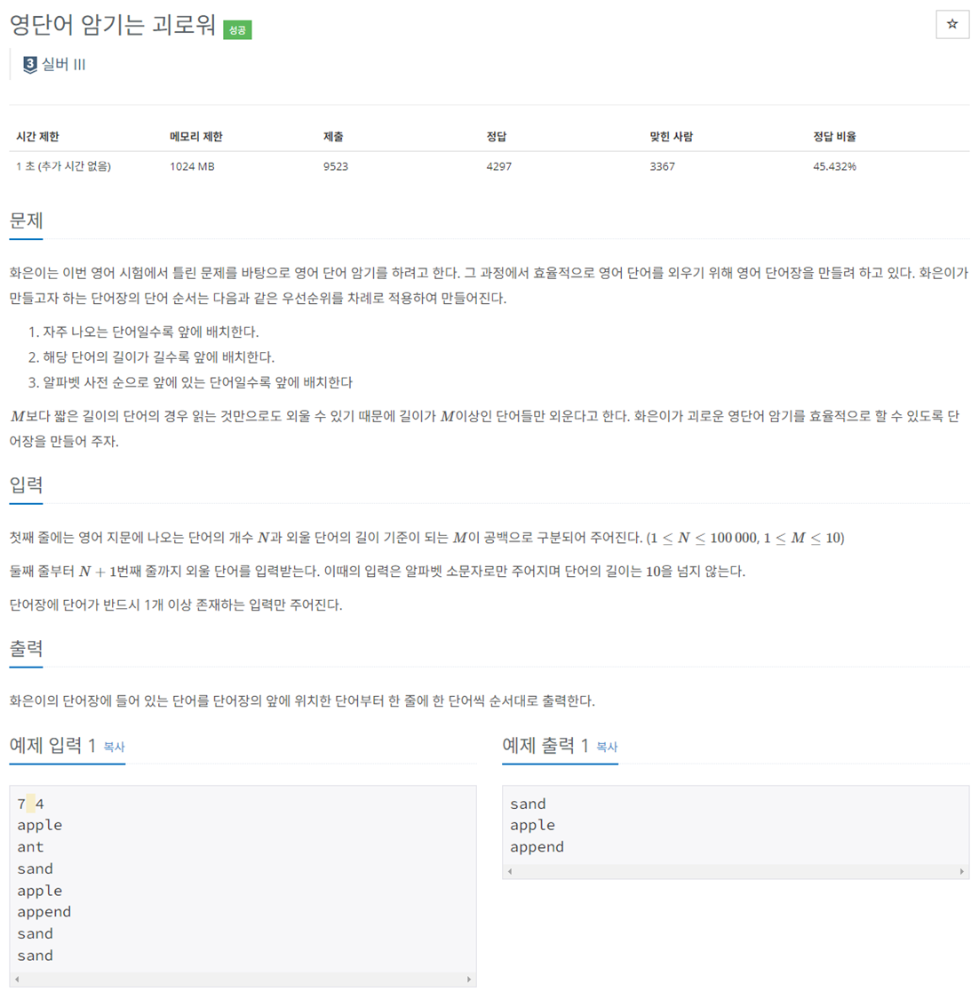 영단어 암기는 괴로워 성공
☆
3 실버 III
시간 제한 메모리 제한 제출 정답 맞힌 사람 정답 비율
1 초 (추가 시간 없음) 1024 MB 9523 4297 3367 45.432%
문제
화은이는 이번 영어 시험에서 틀린 문제를 바탕으로 영어 단어 암기를 하려고 한다. 그 과정에서 효율적으로 영어 단어를 외우기 위해 영어 단어장을 만들려 하고 있다. 화은이가
만들고자 하는 단어장의 단어 순서는 다음과 같은 우선순위를 차례로 적용하여 만들어진다.
1. 자주 나오는 단어일수록 앞에 배치한다.
2. 해당 단어의 길이가 길수록 앞에 배치한다.
3. 알파벳 사전 순으로 앞에 있는 단어일수록 앞에 배치한다
M보다 짧은 길이의 단어의 경우 읽는 것만으로도 외울 수 있기 때문에 길이가 M이상인 단어들만 외운다고 한다. 화은이가 괴로운 영단어 암기를 효율적으로 할 수 있도록 단
어장을 만들어 주자.
입력
첫째 줄에는 영어 지문에 나오는 단어의 개수 N과 외울 단어의 길이 기준이 되는 M이 공백으로 구분되어 주어진다. (1 ≤ N ≤ 100 000, 1 ≤ M ≤ 10)
둘째 줄부터 N + 1번째 줄까지 외울 단어를 입력받는다. 이때의 입력은 알파벳 소문자로만 주어지며 단어의 길이는 10을 넘지 않는다.
단어장에 단어가 반드시 1개 이상 존재하는 입력만 주어진다.
출력
화은이의 단어장에 들어 있는 단어를 단어장의 앞에 위치한 단어부터 한 줄에 한 단어씩 순서대로 출력한다.
예제 입력 1 복사
7 4
apple
ant
sand
apple
append
sand
sand
예제 출력 1 복사
sand
apple
append